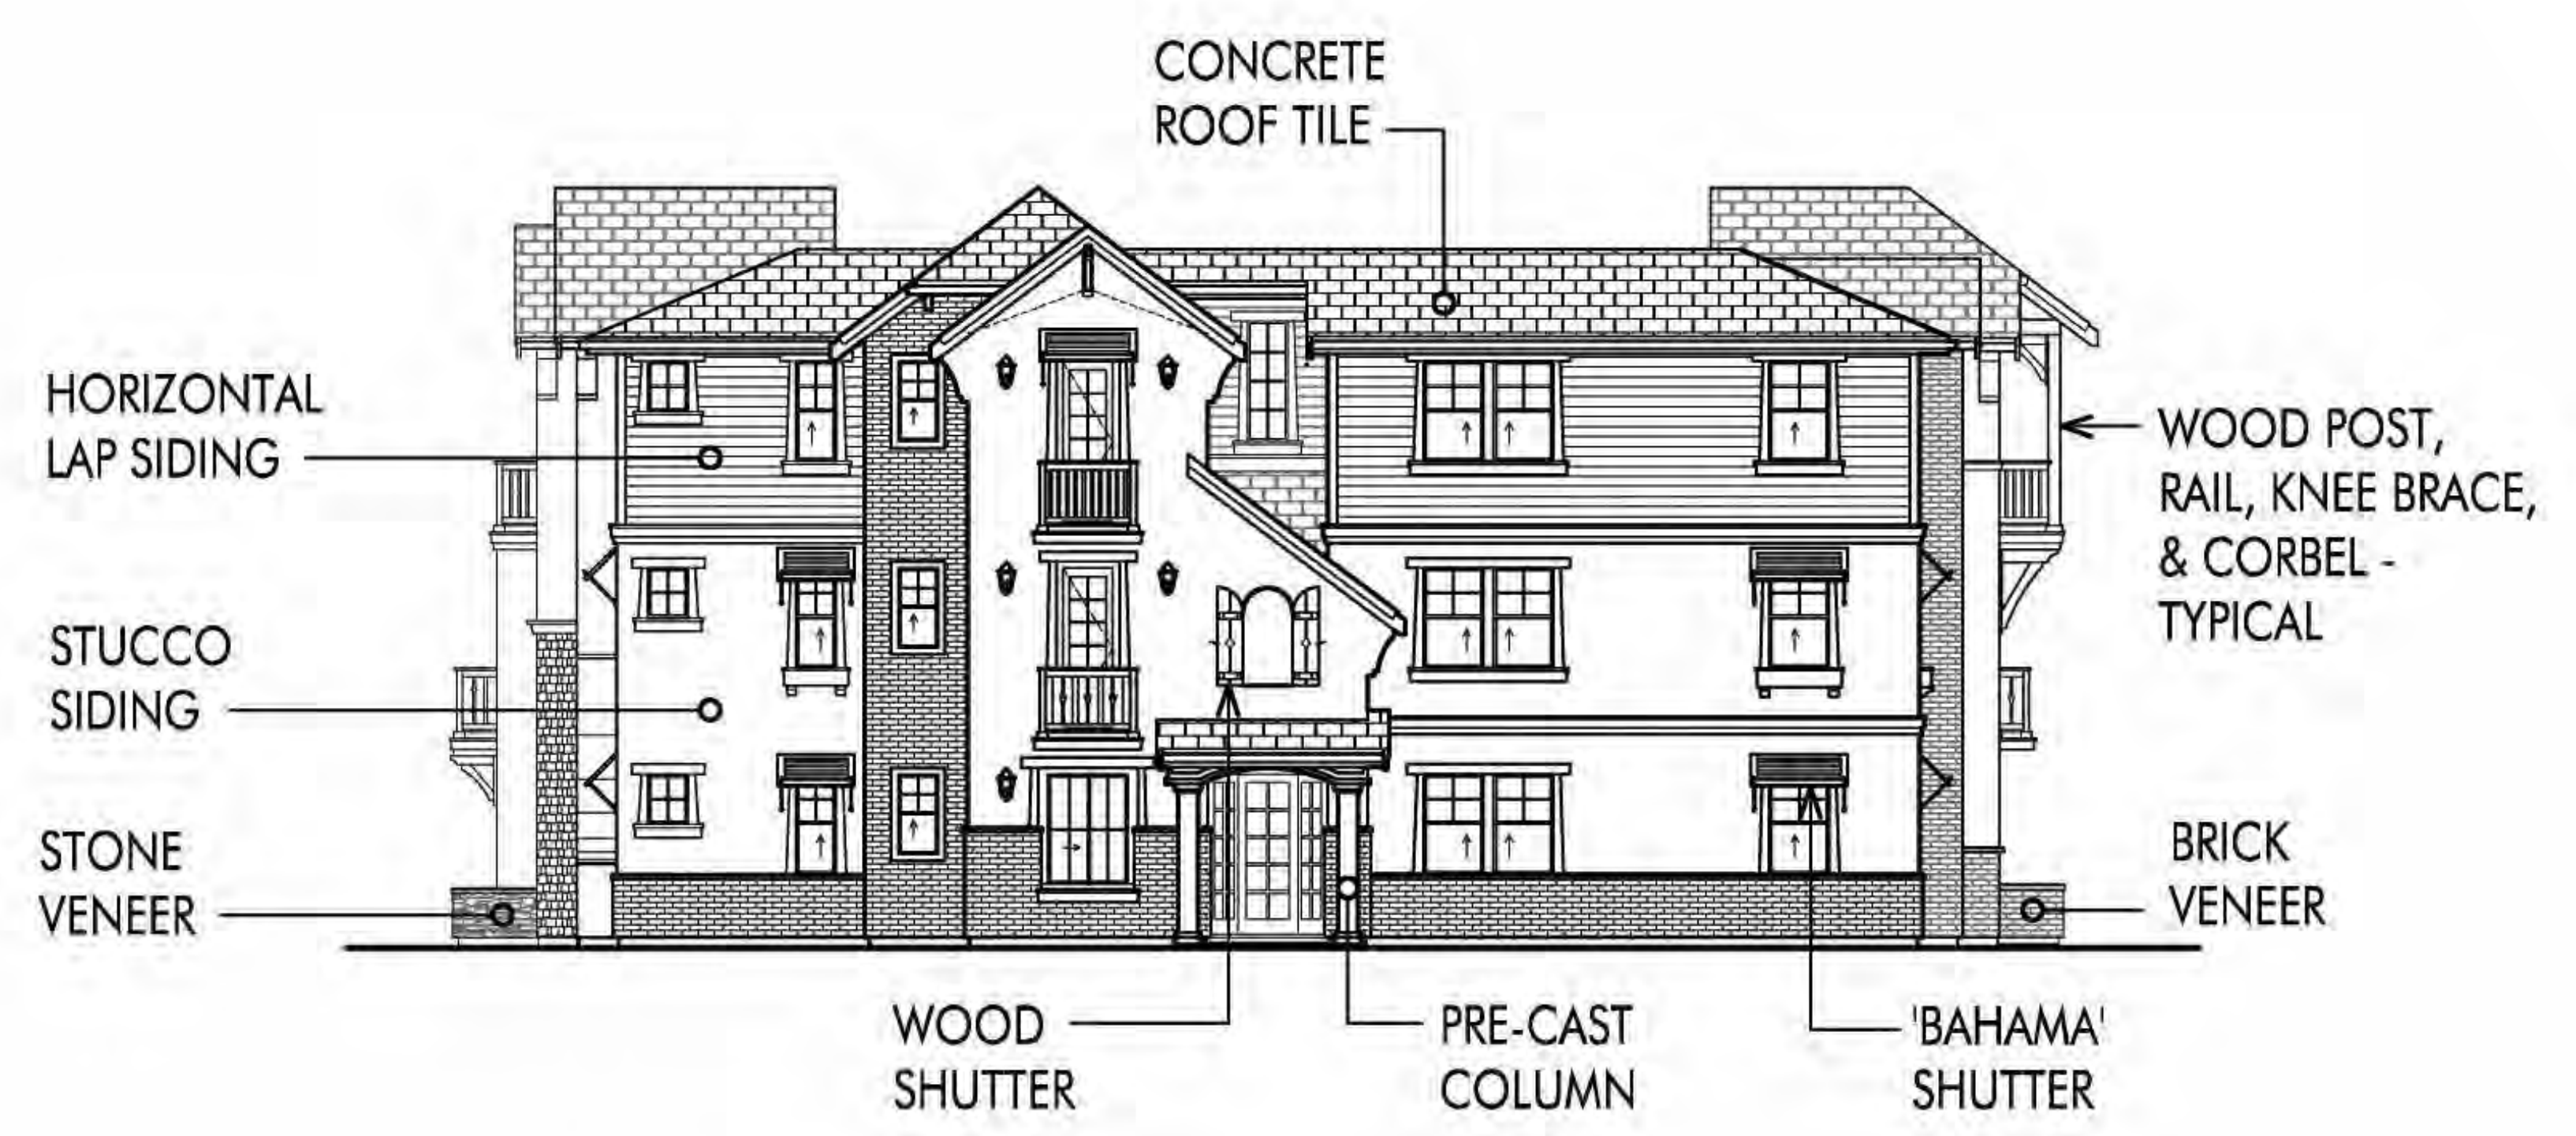 CONCRETE
ROOF TILE
HORIZONTAL
LAP SIDING
WOOD POST,
RAIL, KNEE BRACE,
& CORBEL -
TYPICAL
STUCCO
SIDING
STONE
VENEER
BRICK
VENEER
WOOD
SHUTTER
PRE-CAST
COLUMN
'BAHAMA'
SHUTTER